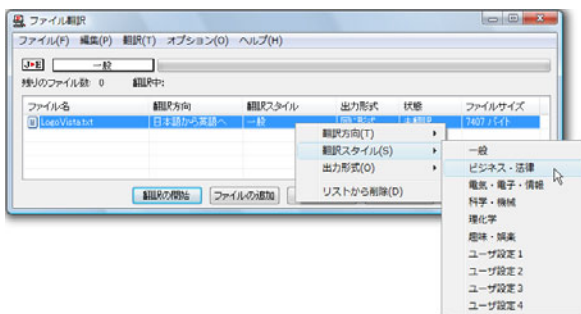 ファイル翻訳
ファイル(F) 編集(P) 翻訳(T) オプション(O) ヘルプ(H)
J▸E 一般
残りのファイル数 0 翻訳中:
ファイル名 翻訳方向 翻訳スタイル 出力形式 状態 ファイルサイズ
LogoVista.txt 日本語から英語へ 一般 同じ形式 未翻訳 7407 バイト
翻訳方向(T)
翻訳スタイル(S)
出力形式(O)
リストから削除(D)
一般
ビジネス・法律
電気・電子・情報
科学・機械
理化学
趣味・娯楽
ユーザ設定1
ユーザ設定2
ユーザ設定3
ユーザ設定4
翻訳の開始 ファイルの追加